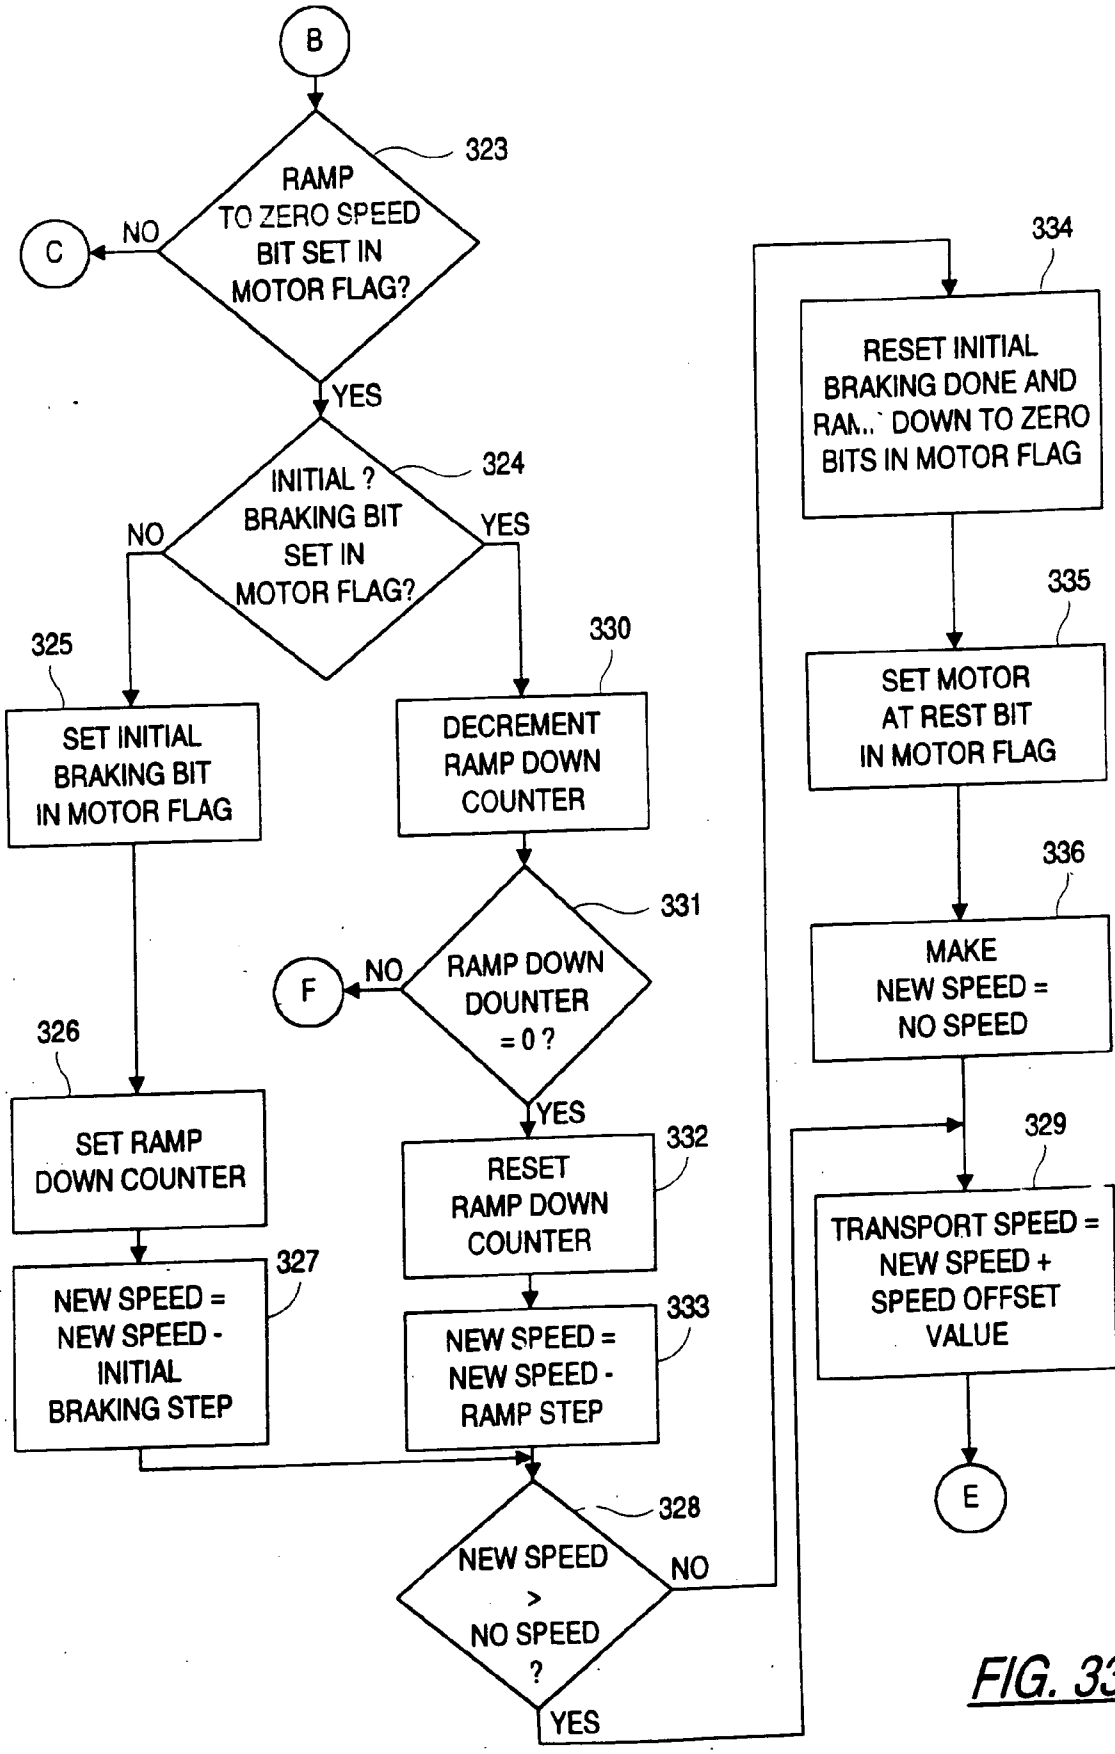 B
323
RAMP
TO ZERO SPEED
BIT SET IN
MOTOR FLAG?
NO
C
YES
324
INITIAL ?
BRAKING BIT
SET IN
MOTOR FLAG?
NO
YES
325
SET INITIAL
BRAKING BIT
IN MOTOR FLAG
330
DECREMENT
RAMP DOWN
COUNTER
331
RAMP DOWN
DOUNTER
= 0 ?
NO
F
YES
326
SET RAMP
DOWN COUNTER
332
RESET
RAMP DOWN
COUNTER
327
NEW SPEED =
NEW SPEED -
INITIAL
BRAKING STEP
333
NEW SPEED =
NEW SPEED -
RAMP STEP
328
NEW SPEED
>
NO SPEED
?
NO
YES
334
RESET INITIAL
BRAKING DONE AND
DOWN TO ZERO
BITS IN MOTOR FLAG
335
SET MOTOR
AT REST BIT
IN MOTOR FLAG
336
MAKE
NEW SPEED =
NO SPEED
329
TRANSPORT SPEED =
NEW SPEED +
SPEED OFFSET
VALUE
E
FIG. 33